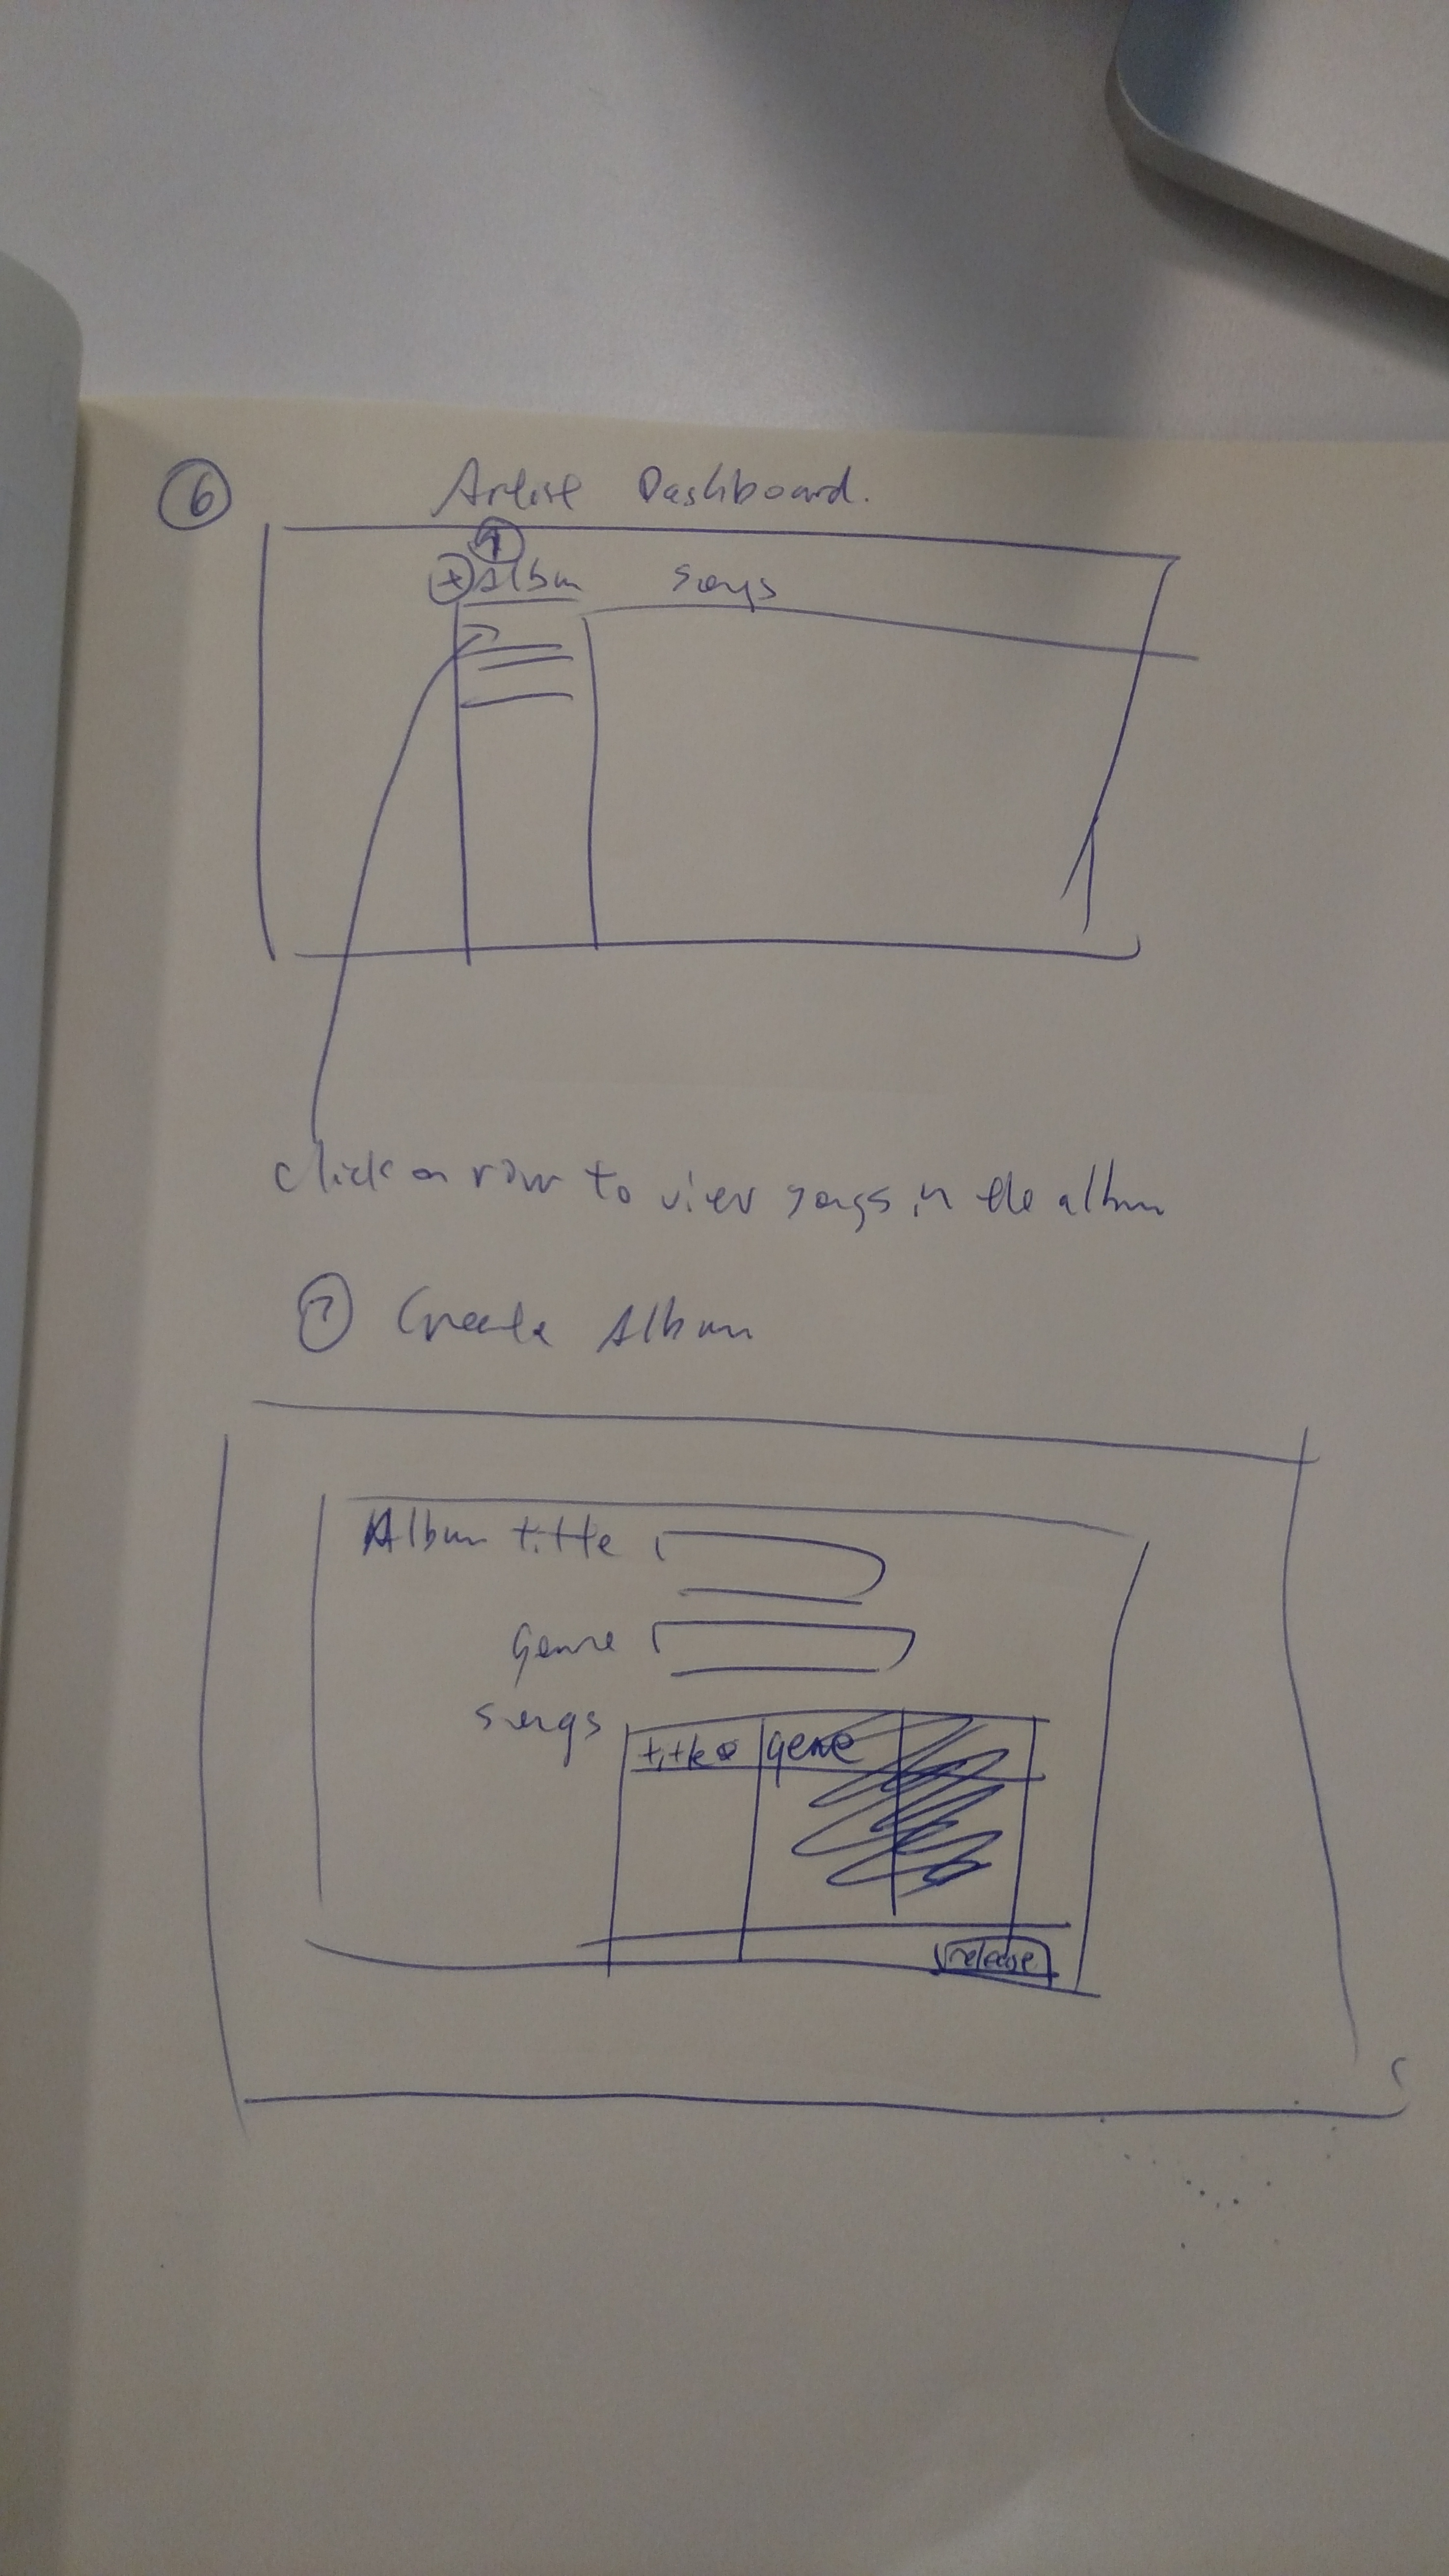 6 Artist Dashboard.
7
+ Album songs
click on row to view songs in the album
7 Create Album
Album title
Genre
songs
title genre
release